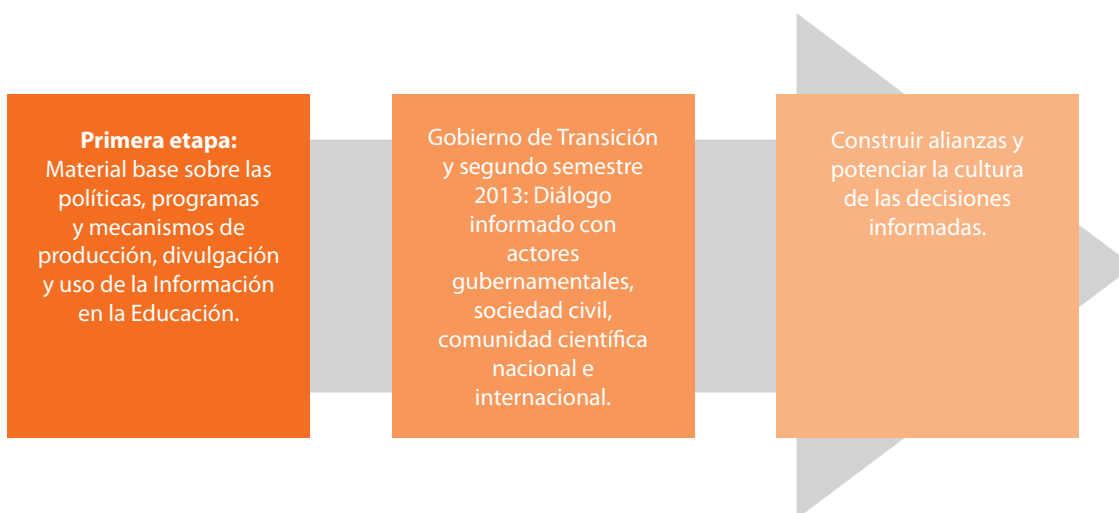 Primera etapa:
Material base sobre las
políticas, programas
y mecanismos de
producción, divulgación
y uso de la Información
en la Educación.
Gobierno de Transición
y segundo semestre
2013: Diálogo
informado con
actores
gubernamentales,
sociedad civil,
comunidad científica
nacional e
internacional.
Construir alianzas y
potenciar la cultura
de las decisiones
informadas.